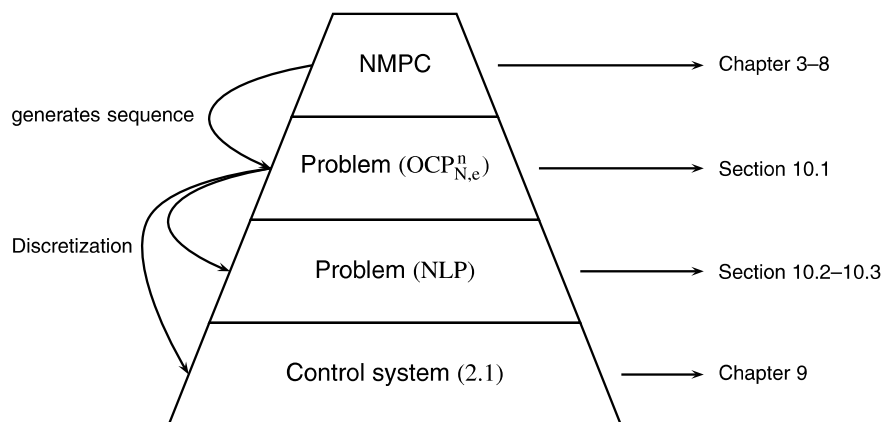 NMPC
Chapter 3–8
generates sequence
Problem (OCPⁿ_N,e)
Section 10.1
Discretization
Problem (NLP)
Section 10.2–10.3
Control system (2.1)
Chapter 9